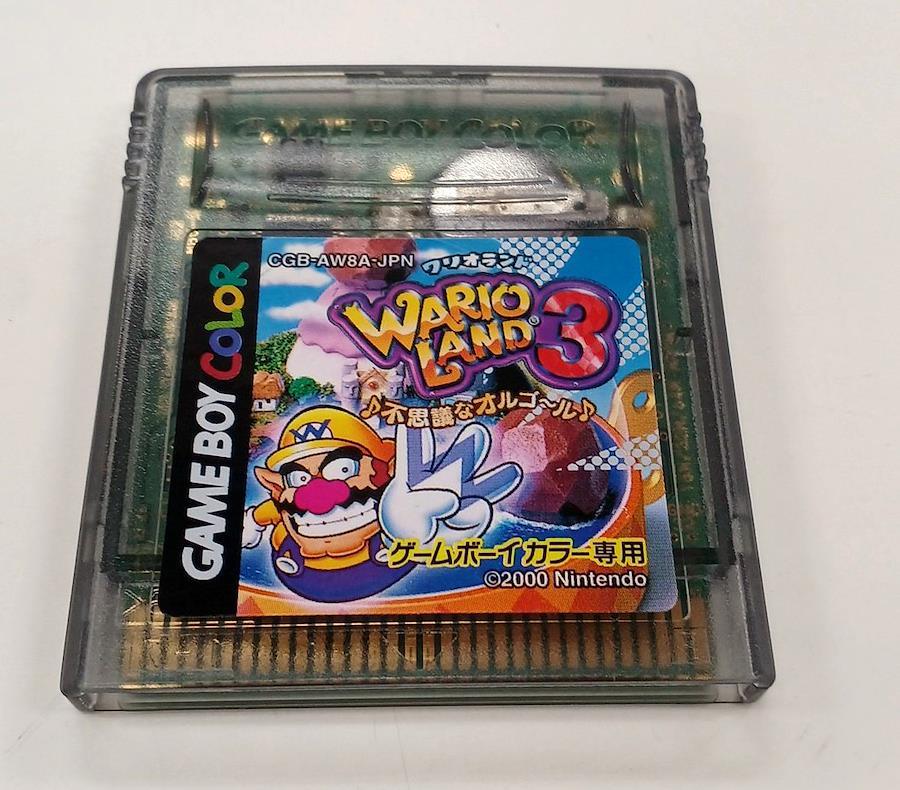 GAME BOY COLOR
CGB-AW8A-JPN
ワリオランド
WARIO
LAND® 3
♪不思議なオルゴール♪
GAME BOY COLOR
ゲームボーイカラー専用
©2000 Nintendo